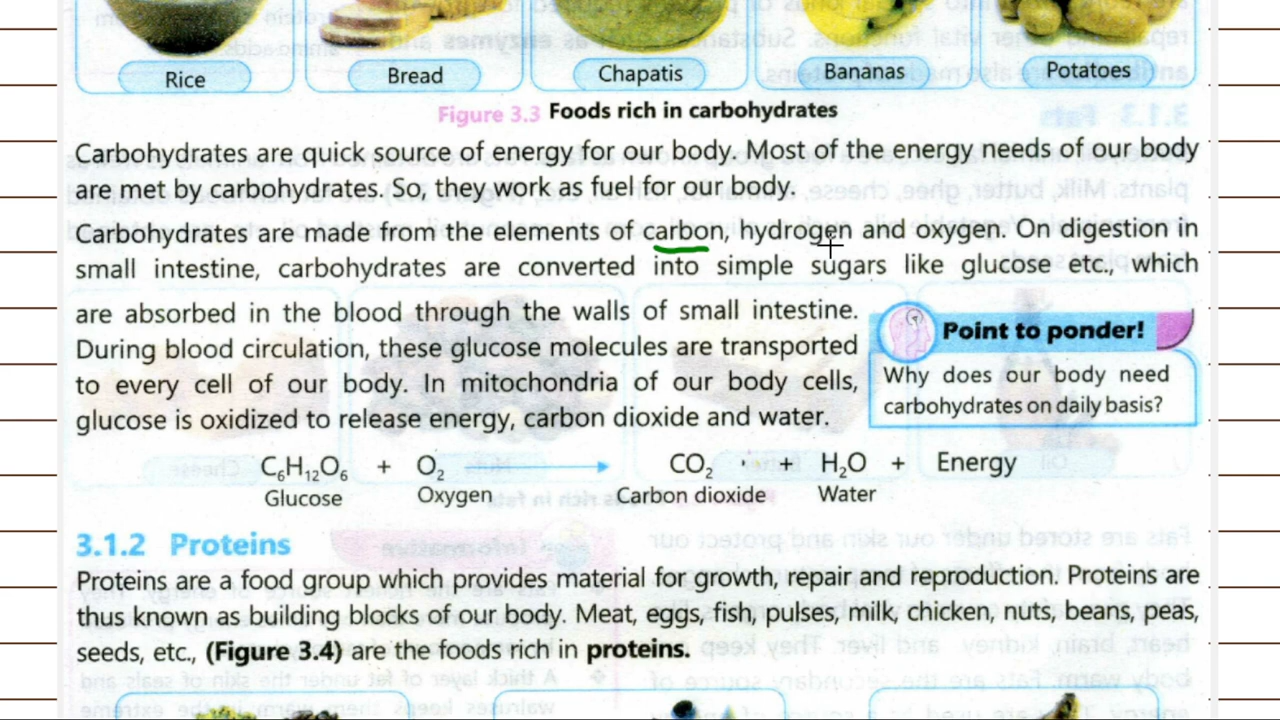 Rice Bread Chapatis Bananas Potatoes
Figure 3.3 Foods rich in carbohydrates
Carbohydrates are quick source of energy for our body. Most of the energy needs of our body
are met by carbohydrates. So, they work as fuel for our body.
Carbohydrates are made from the elements of carbon, hydrogen and oxygen. On digestion in
small intestine, carbohydrates are converted into simple sugars like glucose etc., which
are absorbed in the blood through the walls of small intestine.
During blood circulation, these glucose molecules are transported
to every cell of our body. In mitochondria of our body cells,
glucose is oxidized to release energy, carbon dioxide and water.
Point to ponder!
Why does our body need
carbohydrates on daily basis?
C₆H₁₂O₆ + O₂ → CO₂ + H₂O + Energy
Glucose Oxygen Carbon dioxide Water
3.1.2 Proteins
Proteins are a food group which provides material for growth, repair and reproduction. Proteins are
thus known as building blocks of our body. Meat, eggs, fish, pulses, milk, chicken, nuts, beans, peas,
seeds, etc., (Figure 3.4) are the foods rich in proteins.